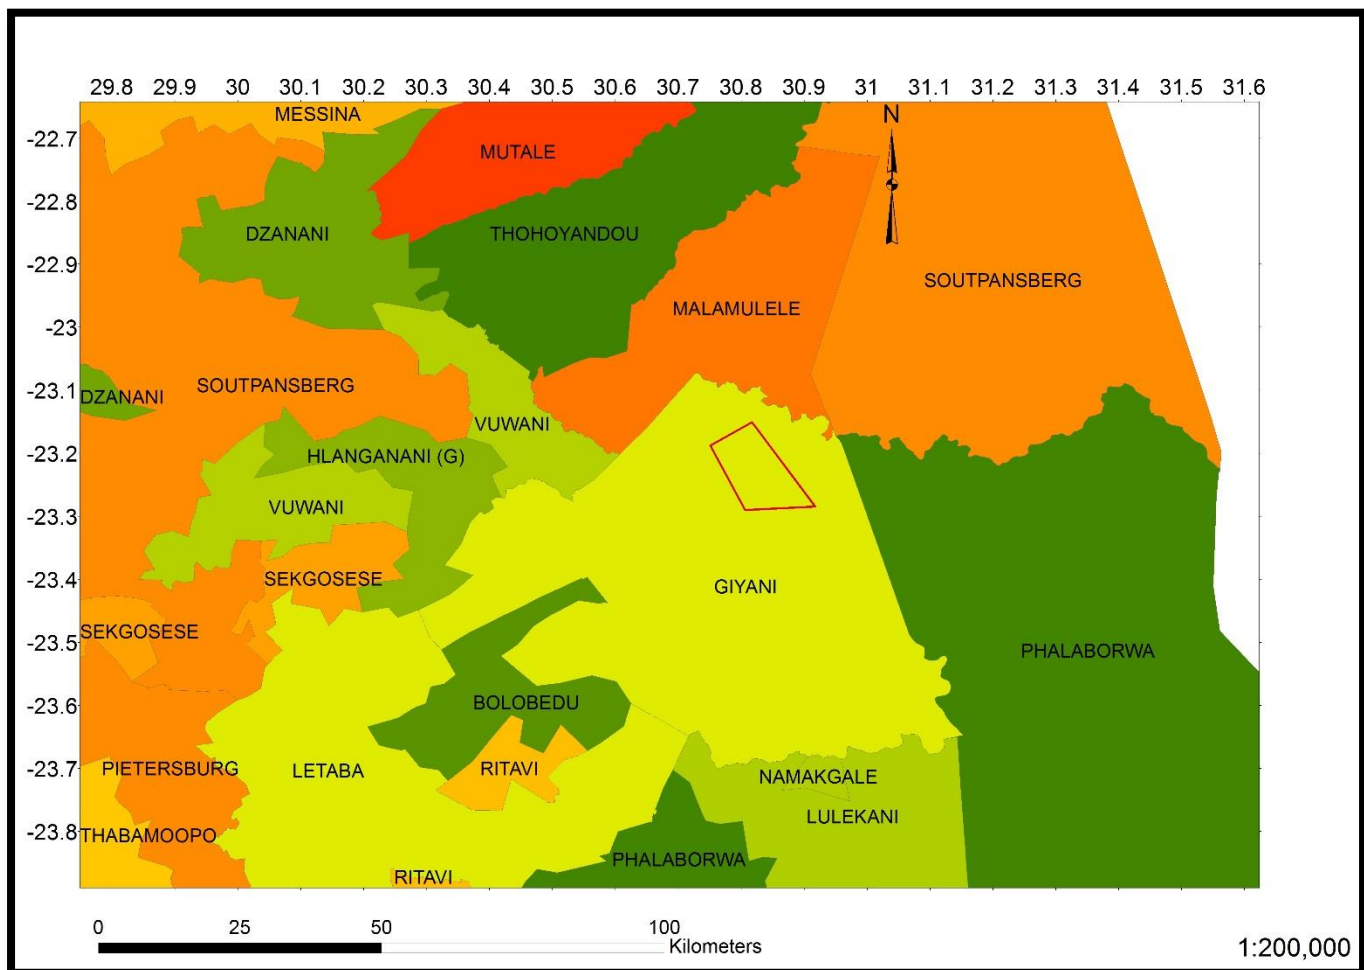 29.8 29.9 30 30.1 30.2 30.3 30.4 30.5 30.6 30.7 30.8 30.9 31 31.1 31.2 31.3 31.4 31.5 31.6
MESSINA
N
-22.7
MUTALE
-22.8
DZANANI
THOHOYANDOU
-22.9
SOUTPANSBERG
MALAMULELE
-23
-23.1
SOUTPANSBERG
DZANANI
VUWANI
-23.2
HLANGANANI (G)
VUWANI
-23.3
SEKGOSESE
GIYANI
-23.4
SEKGOSESE
-23.5
PHALABORWA
-23.6
BOLOBEDU
-23.7
PIETERSBURG
LETABA
RITAVI
NAMAKGALE
LULEKANI
-23.8
THABAMOOPO
PHALABORWA
RITAVI
0 25 50 100
Kilometers
1:200,000